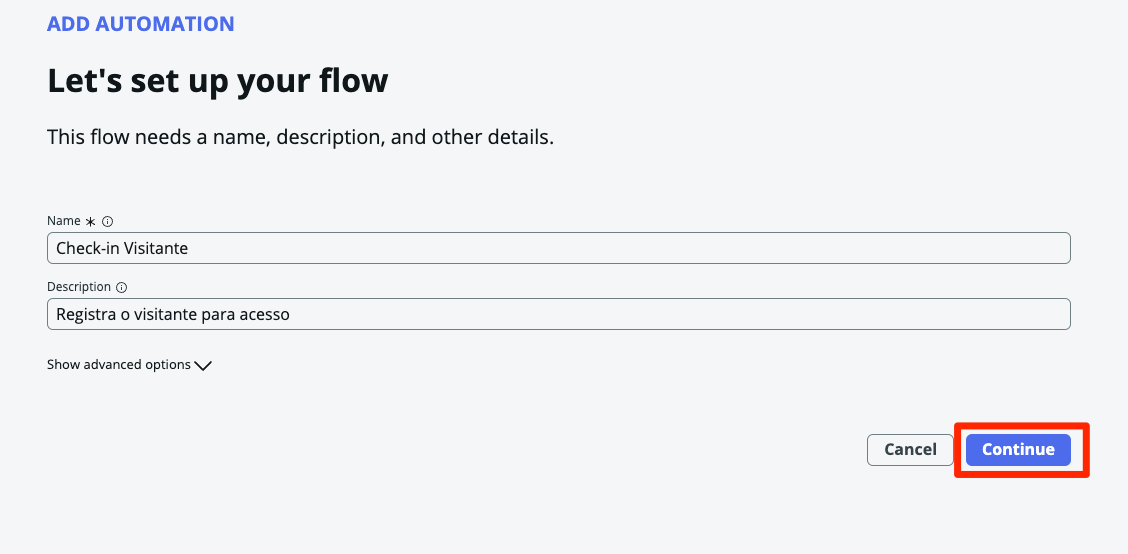 ADD AUTOMATION
Let's set up your flow
This flow needs a name, description, and other details.
Name *
Check-in Visitante
Description
Registra o visitante para acesso
Show advanced options
Cancel Continue